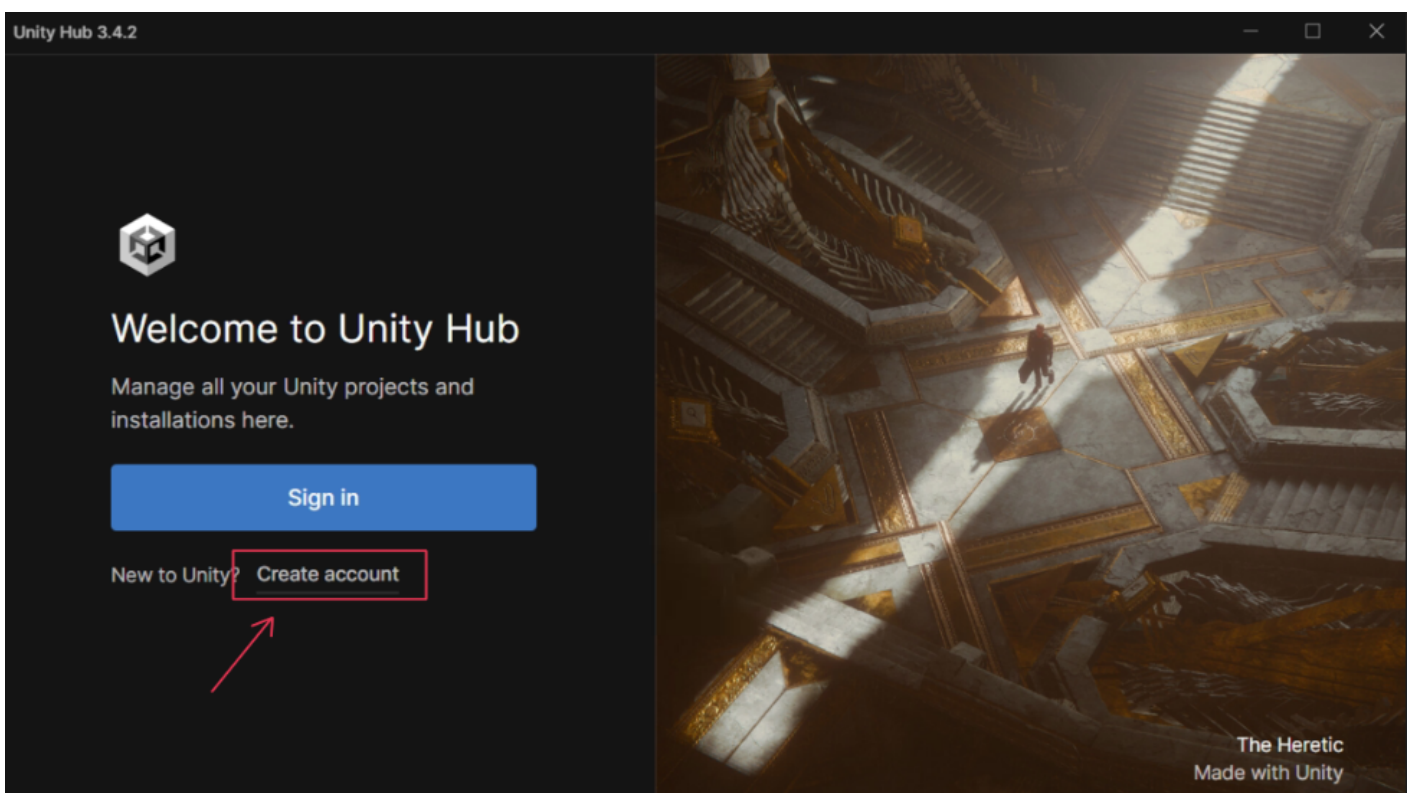 Unity Hub 3.4.2
Welcome to Unity Hub
Manage all your Unity projects and
installations here.
Sign in
New to Unity? Create account
The Heretic
Made with Unity